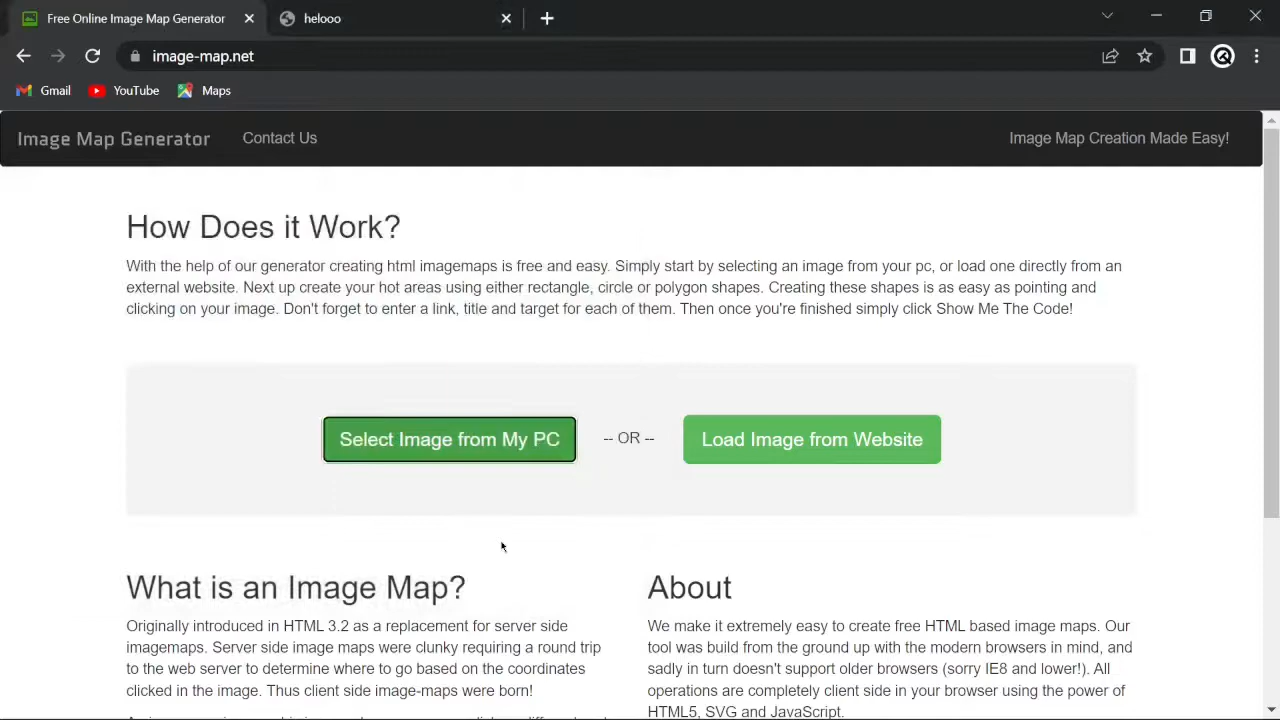 Free Online Image Map Generator
helooo
image-map.net
Gmail YouTube Maps
Image Map Generator Contact Us Image Map Creation Made Easy!
How Does it Work?
With the help of our generator creating html imagemaps is free and easy. Simply start by selecting an image from your pc, or load one directly from an
external website. Next up create your hot areas using either rectangle, circle or polygon shapes. Creating these shapes is as easy as pointing and
clicking on your image. Don't forget to enter a link, title and target for each of them. Then once you're finished simply click Show Me The Code!
Select Image from My PC -- OR -- Load Image from Website
What is an Image Map?
Originally introduced in HTML 3.2 as a replacement for server side
imagemaps. Server side image maps were clunky requiring a round trip
to the web server to determine where to go based on the coordinates
clicked in the image. Thus client side image-maps were born!
About
We make it extremely easy to create free HTML based image maps. Our
tool was build from the ground up with the modern browsers in mind, and
sadly in turn doesn't support older browsers (sorry IE8 and lower!). All
operations are completely client side in your browser using the power of
HTML5, SVG and JavaScript.